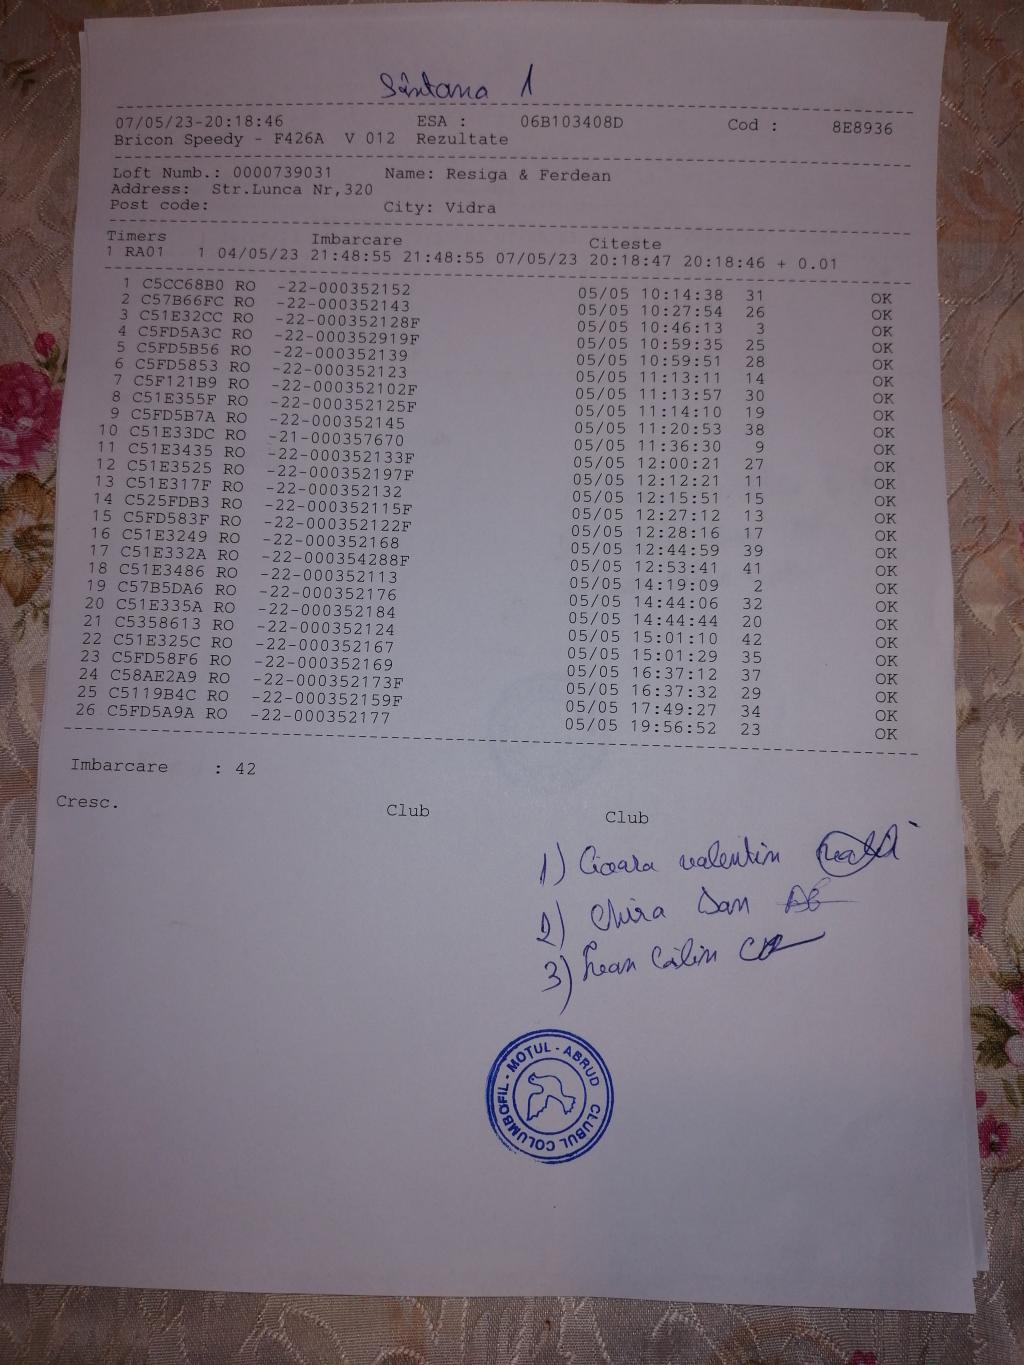 Sântana 1
07/05/23-20:18:46 ESA : 06B103408D Cod : 8E8936
Bricon Speedy - F426A V 012 Rezultate
Loft Numb.: 0000739031 Name: Resiga & Ferdean
Address: Str.Lunca Nr,320
Post code: City: Vidra
Timers Imbarcare Citeste
1 RA01 1 04/05/23 21:48:55 21:48:55 07/05/23 20:18:47 20:18:46 + 0.01
1 C5CC68B0 RO -22-000352152 05/05 10:14:38 31 OK
2 C57B66FC RO -22-000352143 05/05 10:27:54 26 OK
3 C51E32CC RO -22-000352128F 05/05 10:46:13 3 OK
4 C5FD5A3C RO -22-000352919F 05/05 10:59:35 25 OK
5 C5FD5B56 RO -22-000352139 05/05 10:59:51 28 OK
6 C5FD5853 RO -22-000352123 05/05 11:13:11 14 OK
7 C5F121B9 RO -22-000352102F 05/05 11:13:57 30 OK
8 C51E355F RO -22-000352125F 05/05 11:14:10 19 OK
9 C5FD5B7A RO -22-000352145 05/05 11:20:53 38 OK
10 C51E33DC RO -21-000357670 05/05 11:36:30 9 OK
11 C51E3435 RO -22-000352133F 05/05 12:00:21 27 OK
12 C51E3525 RO -22-000352197F 05/05 12:12:21 11 OK
13 C51E317F RO -22-000352132 05/05 12:15:51 15 OK
14 C525FDB3 RO -22-000352115F 05/05 12:27:12 13 OK
15 C5FD583F RO -22-000352122F 05/05 12:28:16 17 OK
16 C51E3249 RO -22-000352168 05/05 12:44:59 39 OK
17 C51E332A RO -22-000354288F 05/05 12:53:41 41 OK
18 C51E3486 RO -22-000352113 05/05 14:19:09 2 OK
19 C57B5DA6 RO -22-000352176 05/05 14:44:06 32 OK
20 C51E335A RO -22-000352184 05/05 14:44:44 20 OK
21 C5358613 RO -22-000352124 05/05 15:01:10 42 OK
22 C51E325C RO -22-000352167 05/05 15:01:29 35 OK
23 C5FD58F6 RO -22-000352169 05/05 16:37:12 37 OK
24 C58AE2A9 RO -22-000352173F 05/05 16:37:32 29 OK
25 C5119B4C RO -22-000352159F 05/05 17:49:27 34 OK
26 C5FD5A9A RO -22-000352177 05/05 19:56:52 23 OK
Imbarcare : 42
Cresc. Club Club
1) Cioara valentin
2) Chira Dan
3) Călin
CLUBUL COLUMBOFIL - MOȚUL - ABRUD